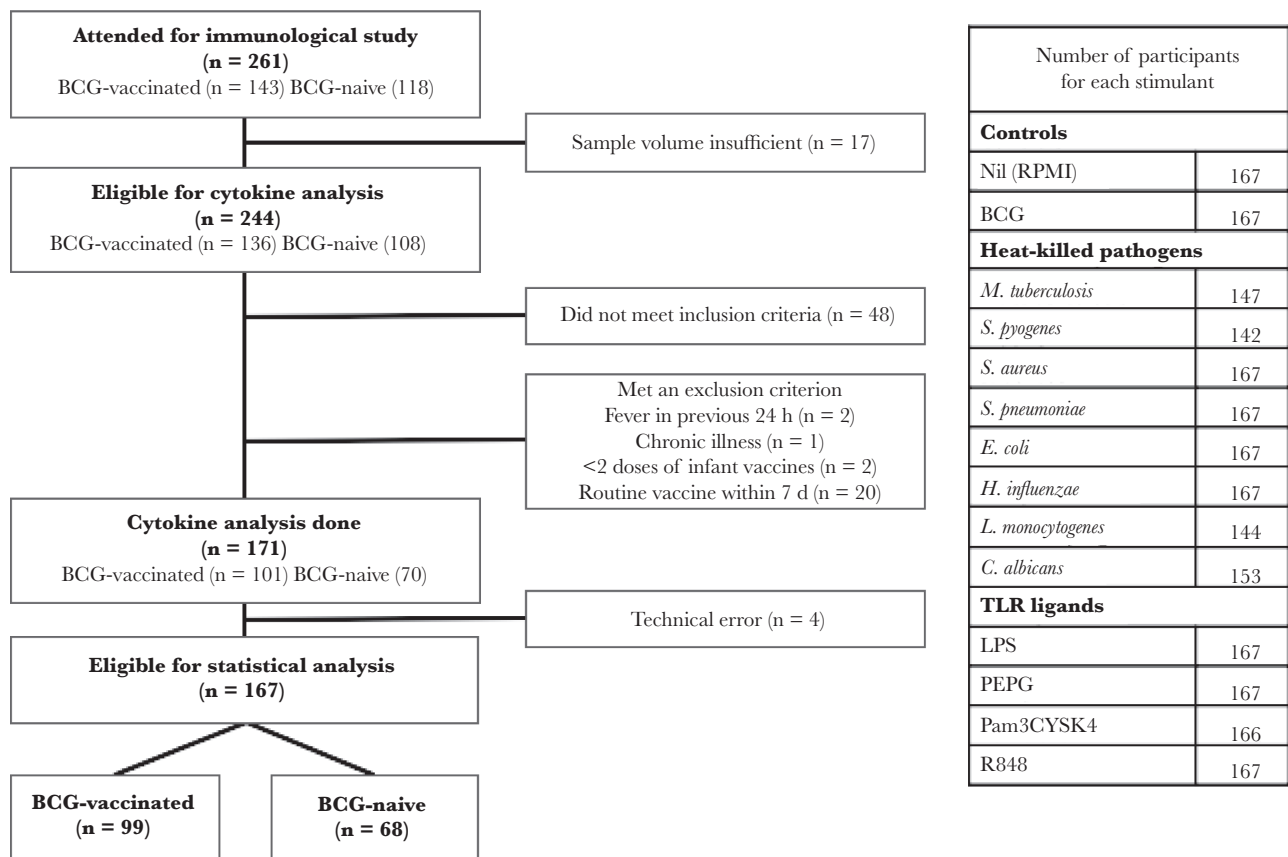 Attended for immunological study
(n = 261)
BCG-vaccinated (n = 143) BCG-naive (118)
Sample volume insufficient (n = 17)
Eligible for cytokine analysis
(n = 244)
BCG-vaccinated (n = 136) BCG-naive (108)
Did not meet inclusion criteria (n = 48)
Met an exclusion criterion
Fever in previous 24 h (n = 2)
Chronic illness (n = 1)
<2 doses of infant vaccines (n = 2)
Routine vaccine within 7 d (n = 20)
Cytokine analysis done
(n = 171)
BCG-vaccinated (n = 101) BCG-naive (70)
Technical error (n = 4)
Eligible for statistical analysis
(n = 167)
BCG-vaccinated
(n = 99)
BCG-naive
(n = 68)
Number of participants
for each stimulant
Controls
Nil (RPMI) 167
BCG 167
Heat-killed pathogens
M. tuberculosis 147
S. pyogenes 142
S. aureus 167
S. pneumoniae 167
E. coli 167
H. influenzae 167
L. monocytogenes 144
C. albicans 153
TLR ligands
LPS 167
PEPG 167
Pam3CYSK4 166
R848 167